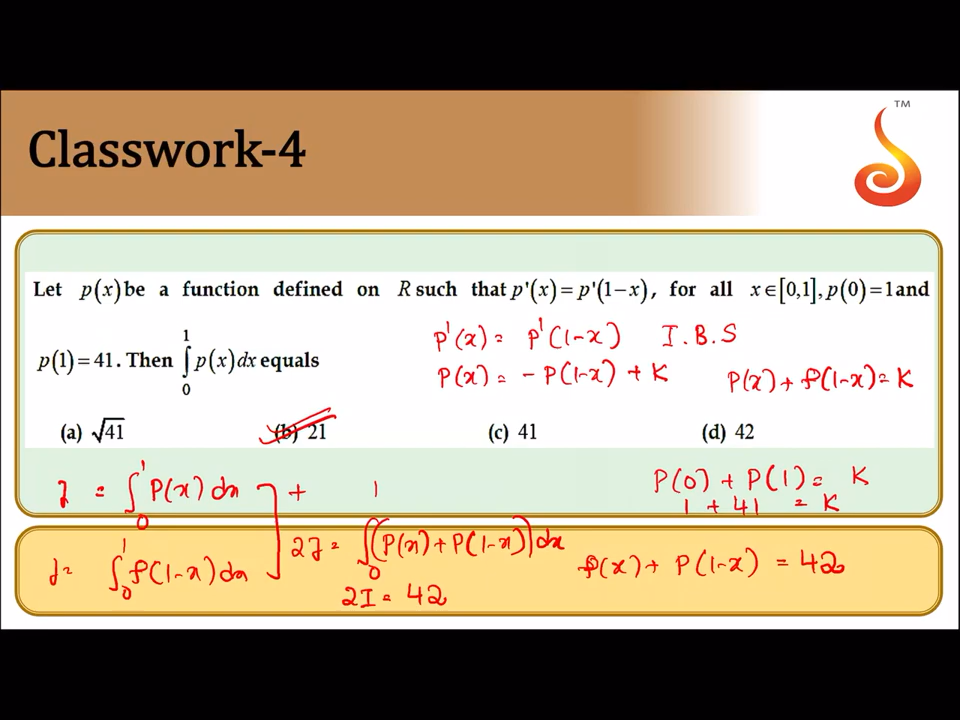 TM
Classwork-4
Let p(x) be a function defined on R such that p'(x) = p'(1−x), for all x ∈ [0,1], p(0) = 1 and
p'(x) = p'(1-x) I.B.S
p(1) = 41. Then ∫₀¹ p(x) dx equals
P(x) = - P(1-x) + K
P(x) + P(1-x) = K
(a) √41 (b) 21 (c) 41 (d) 42
P(0) + P(1) = K
1 + 41 = K
I = ∫₀¹ P(x) dx +
I = ∫₀¹ P(1-x) dx
2I = ∫₀¹ (P(x) + P(1-x)) dx
P(x) + P(1-x) = 42
2I = 42